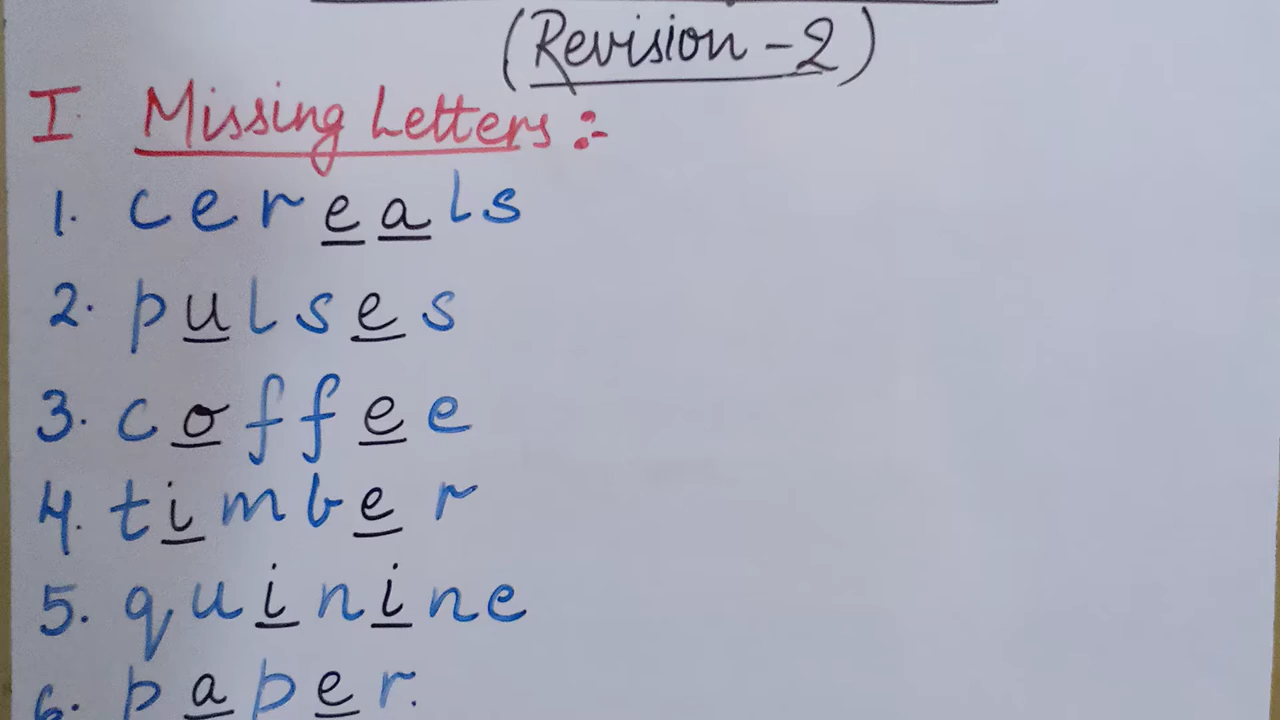 (Revision - 2)
I Missing Letters :-
1. cereals
2. pulses
3. coffee
4. timber
5. quinine
6. paper.